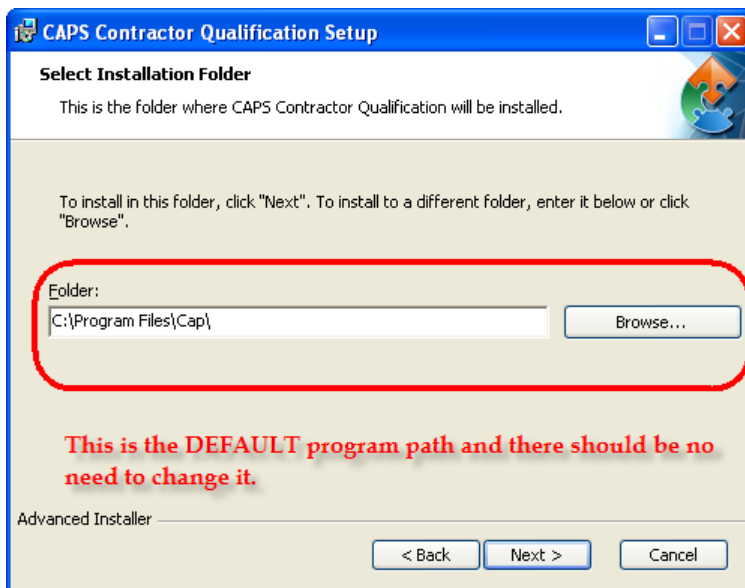 CAPS Contractor Qualification Setup
Select Installation Folder
This is the folder where CAPS Contractor Qualification will be installed.
To install in this folder, click "Next". To install to a different folder, enter it below or click
"Browse".
Folder:
C:\Program Files\Cap\
Browse...
This is the DEFAULT program path and there should be no
need to change it.
Advanced Installer
< Back
Next >
Cancel